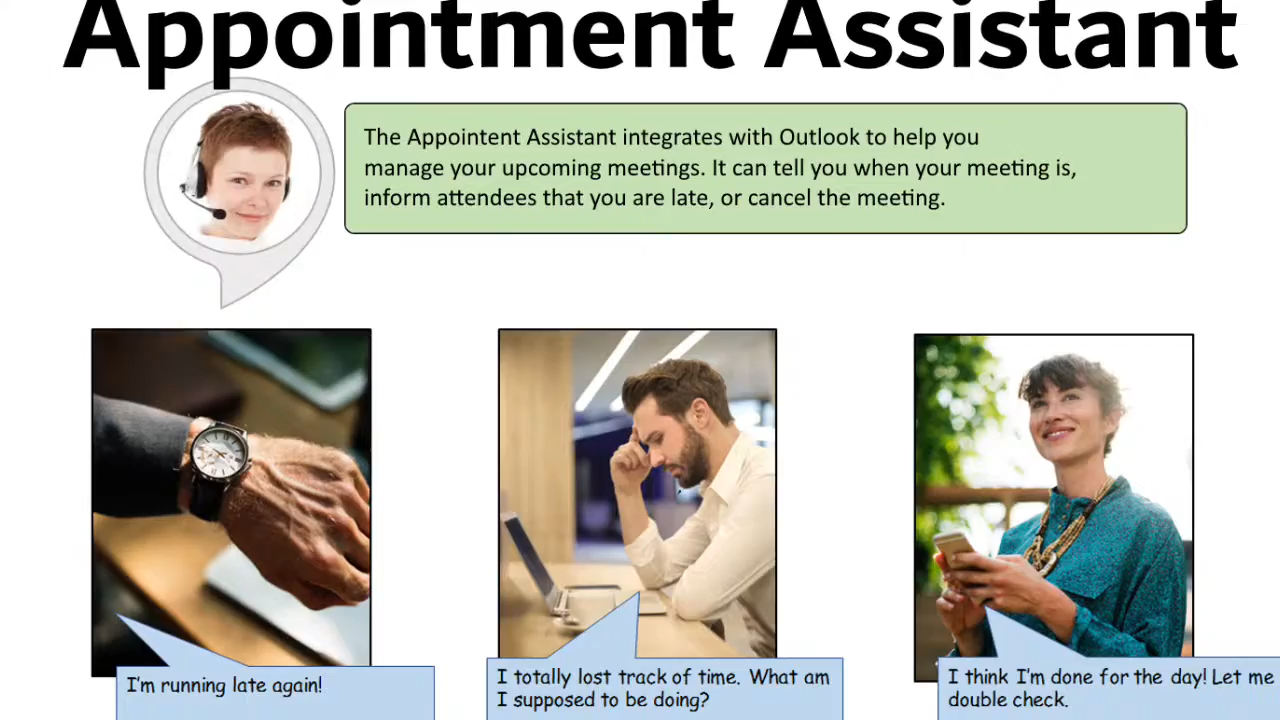 Appointment Assistant
The Appointent Assistant integrates with Outlook to help you
manage your upcoming meetings. It can tell you when your meeting is,
inform attendees that you are late, or cancel the meeting.
I'm running late again!
I totally lost track of time. What am
I supposed to be doing?
I think I'm done for the day! Let me
double check.